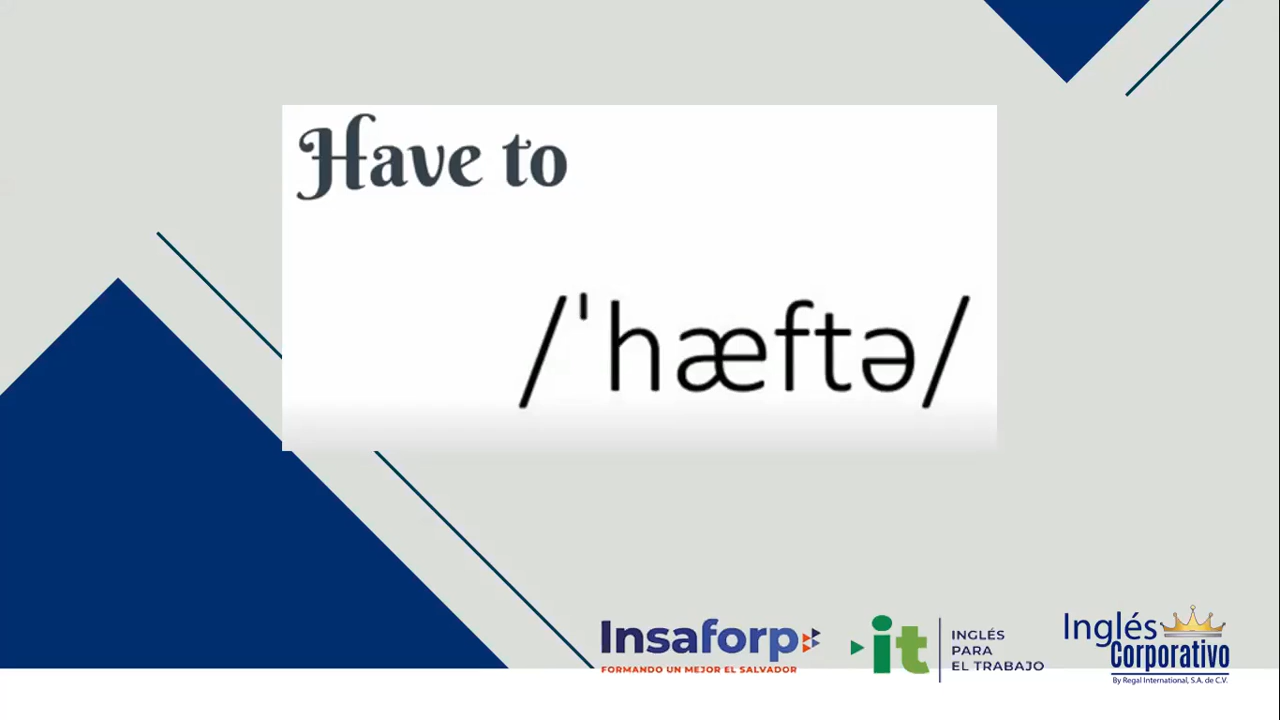 Have to
/ˈhæftə/
Insaforp
FORMANDO UN MEJOR EL SALVADOR
it
INGLÉS
PARA
EL TRABAJO
Inglés
Corporativo
By Regal International, S.A. de C.V.